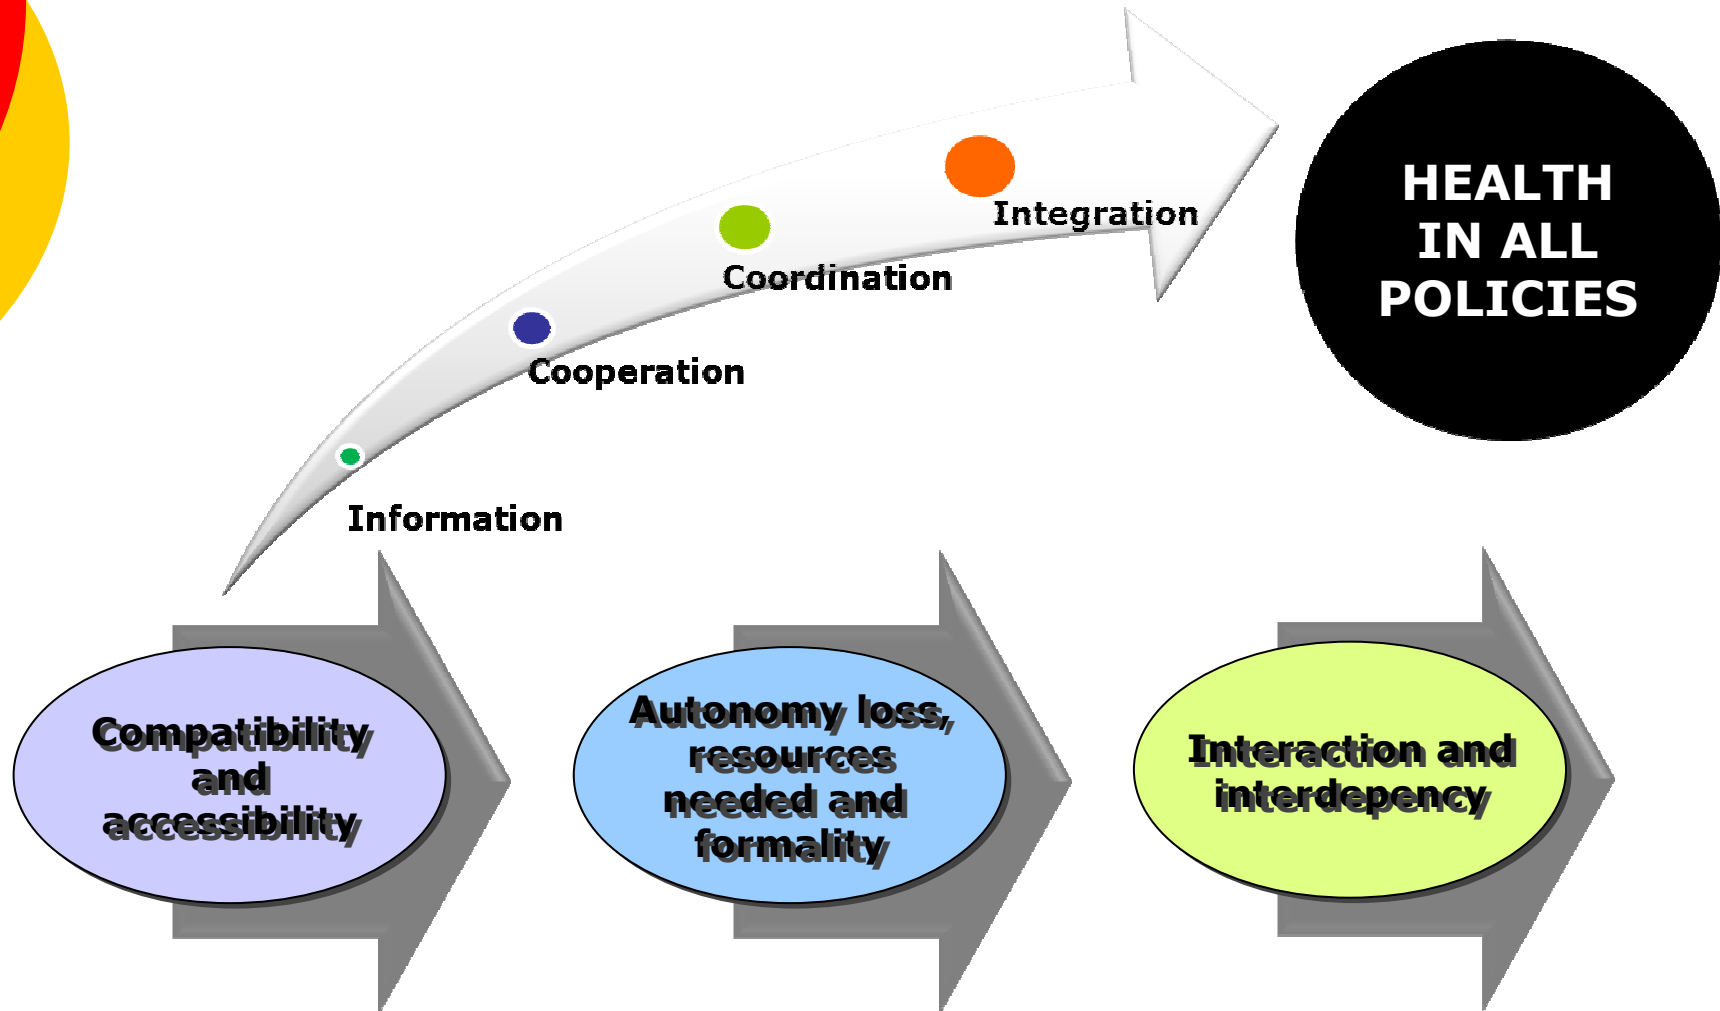 HEALTH
IN ALL
POLICIES
Integration
Coordination
Cooperation
Information
Compatibility
and
accessibility
Autonomy loss,
resources
needed and
formality
Interaction and
interdepency